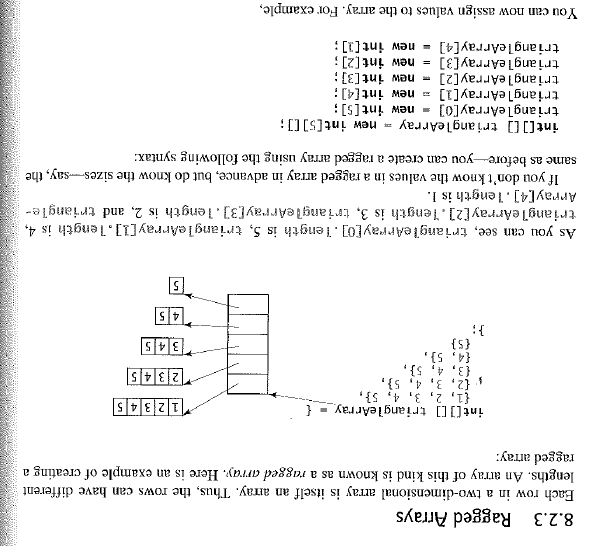 8.2.3 Ragged Arrays
Each row in a two-dimensional array is itself an array. Thus, the rows can have different
lengths. An array of this kind is known as a ragged array. Here is an example of creating a
ragged array:
int[][] triangleArray = {
{1, 2, 3, 4, 5},
{2, 3, 4, 5},
{3, 4, 5},
{4, 5},
{5}
};
1 2 3 4 5
2 3 4 5
3 4 5
4 5
5
As you can see, triangleArray[0].length is 5, triangleArray[1].length is 4,
triangleArray[2].length is 3, triangleArray[3].length is 2, and triangle-
Array[4].length is 1.
If you don't know the values in a ragged array in advance, but do know the sizes—say, the
same as before—you can create a ragged array using the following syntax:
int[][] triangleArray = new int[5][];
triangleArray[0] = new int[5];
triangleArray[1] = new int[4];
triangleArray[2] = new int[3];
triangleArray[3] = new int[2];
triangleArray[4] = new int[1];
You can now assign values to the array. For example,